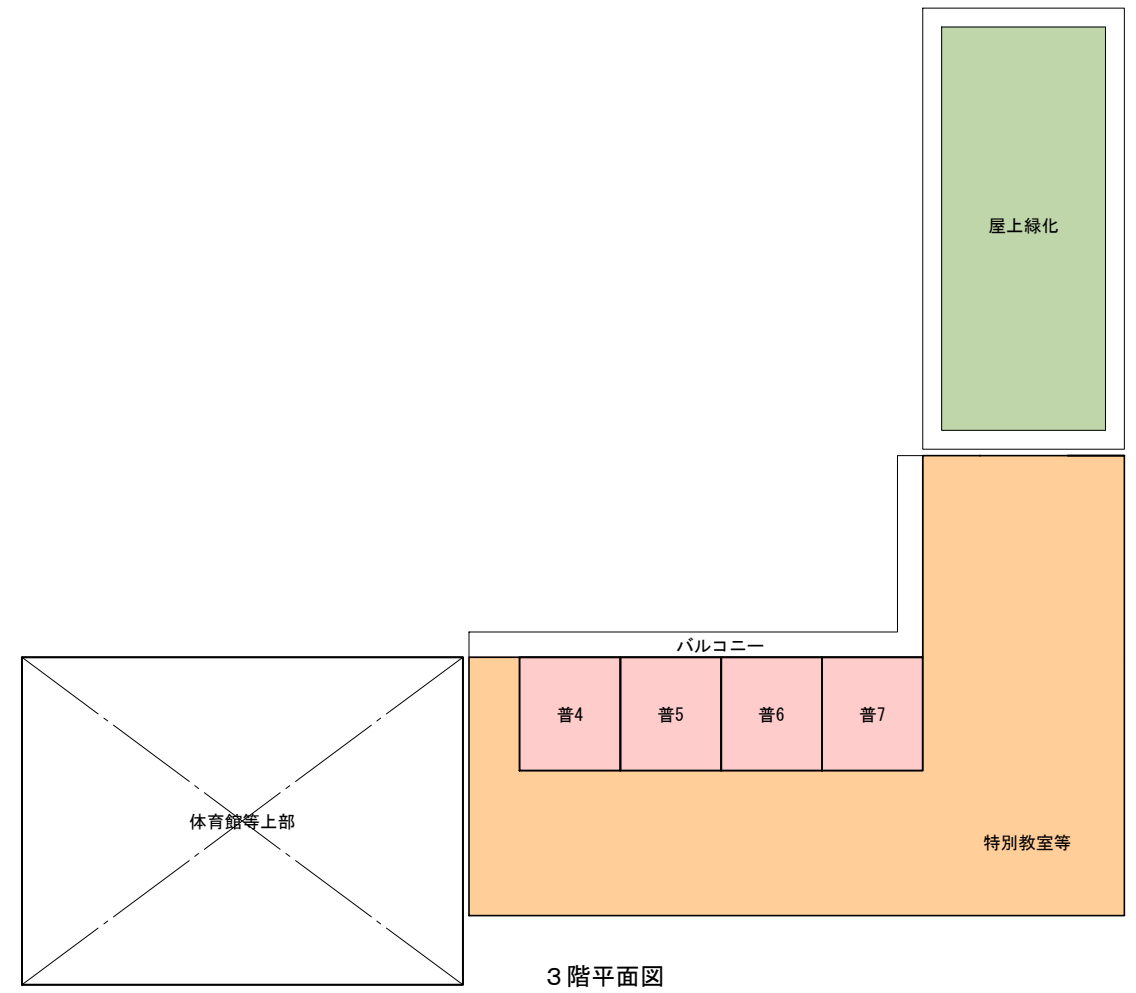 屋上緑化
バルコニー
普4
普5
普6
普7
体育館等上部
特別教室等
３階平面図